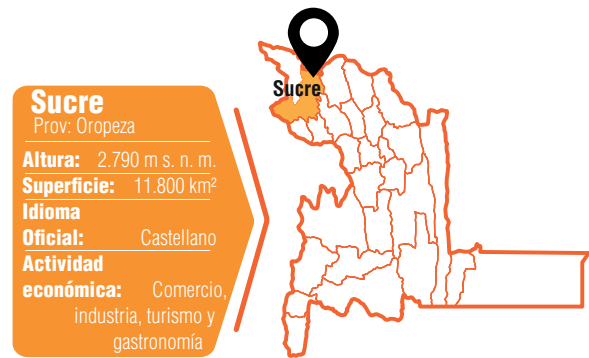 Sucre
Prov: Oropeza
Altura: 2.790 m s. n. m.
Superficie: 11.800 km²
Idioma
Oficial: Castellano
Actividad
económica: Comercio,
industria, turismo y
gastronomía
Sucre